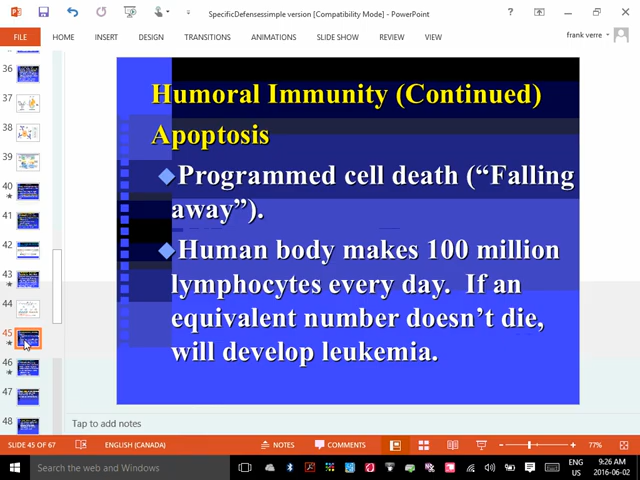 SpecificDefensessimple version [Compatibility Mode] - PowerPoint
FILE HOME INSERT DESIGN TRANSITIONS ANIMATIONS SLIDE SHOW REVIEW VIEW frank verre
36
37
38
39
40
41
42
43
44
45
46
47
48
Humoral Immunity (Continued)
Apoptosis
Programmed cell death (“Falling
away”).
Human body makes 100 million
lymphocytes every day. If an
equivalent number doesn’t die,
will develop leukemia.
Tap to add notes
SLIDE 45 OF 67 ENGLISH (CANADA) NOTES COMMENTS 77%
Search the web and Windows
ENG 9:26 AM
US 2016-06-02